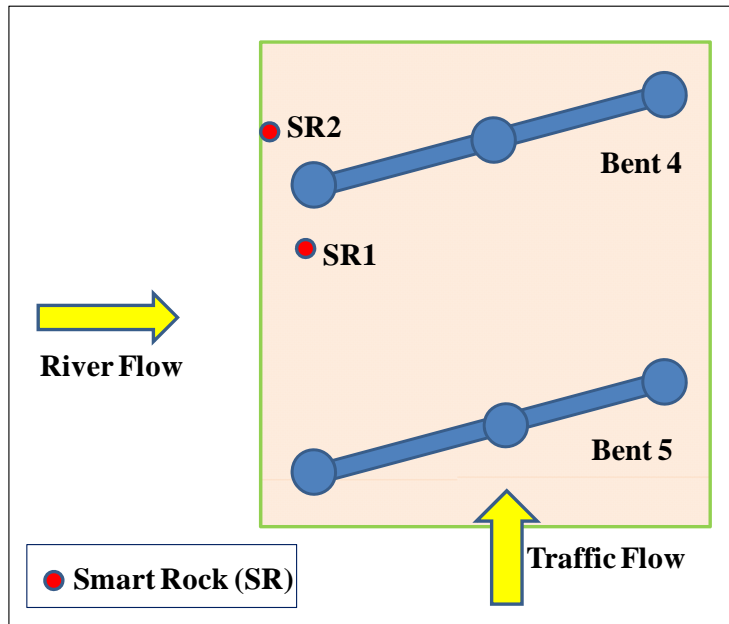 SR2
Bent 4
SR1
River Flow
Bent 5
Traffic Flow
Smart Rock (SR)